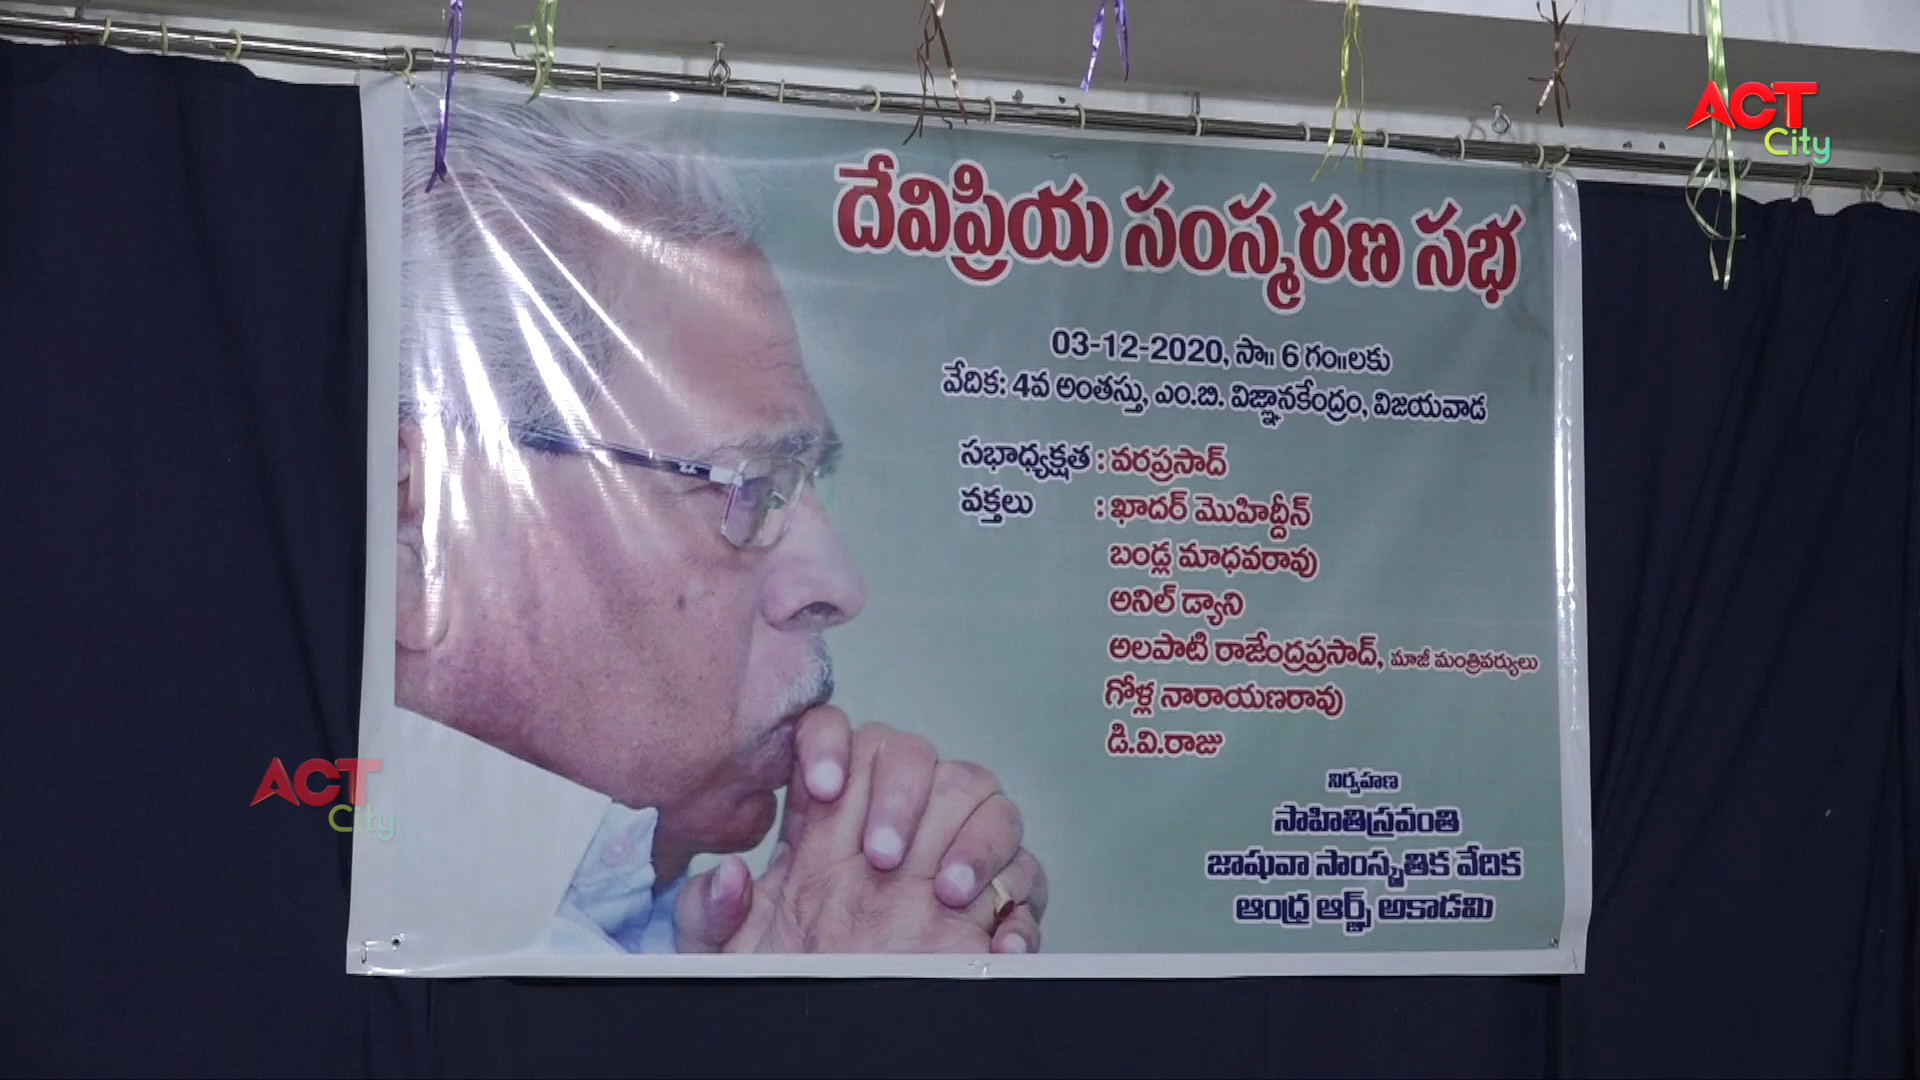 ACT
City
దేవిప్రియ సంస్మరణ సభ
03-12-2020, సా॥ 6 గం॥లకు
వేదిక: 4వ అంతస్తు, ఎం.బి. విజ్ఞానకేంద్రం, విజయవాడ
సభాధ్యక్షత : వరప్రసాద్
వక్తలు : ఖాదర్ మొహిద్దీన్
బండ్ల మాధవరావు
అనిల్ డ్యాని
అలపాటి రాజేంద్రప్రసాద్, మాజీ మంత్రివర్యులు
గోళ్ల నారాయణరావు
డి.వి.రాజు
నిర్వహణ
సాహితిస్రవంతి
జాషువా సాంస్కృతిక వేదిక
ఆంధ్ర ఆర్ట్స్ అకాడమి
ACT
City